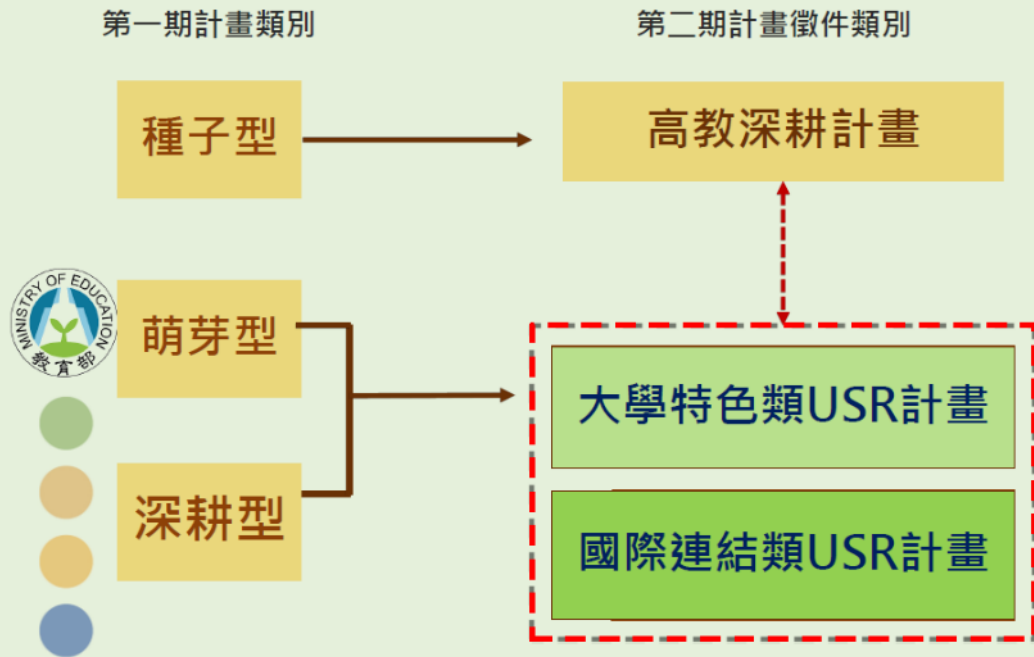 第一期計畫類別
第二期計畫徵件類別
種子型
高教深耕計畫
MINISTRY OF EDUCATION
教育部
萌芽型
大學特色類USR計畫
深耕型
國際連結類USR計畫